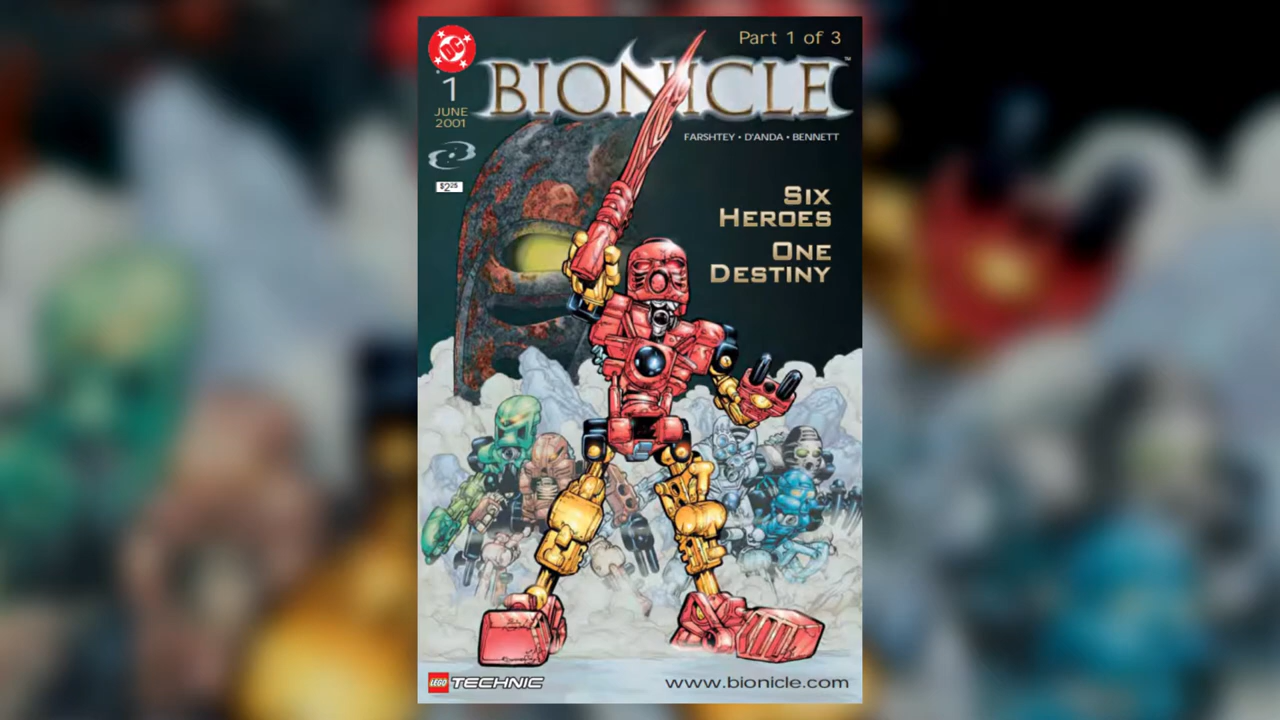 DC
Part 1 of 3
BIONICLE™
1
JUNE
2001
FARSHTEY • D'ANDA • BENNETT
$2.25
SIX
HEROES
ONE
DESTINY
LEGO TECHNIC
www.bionicle.com